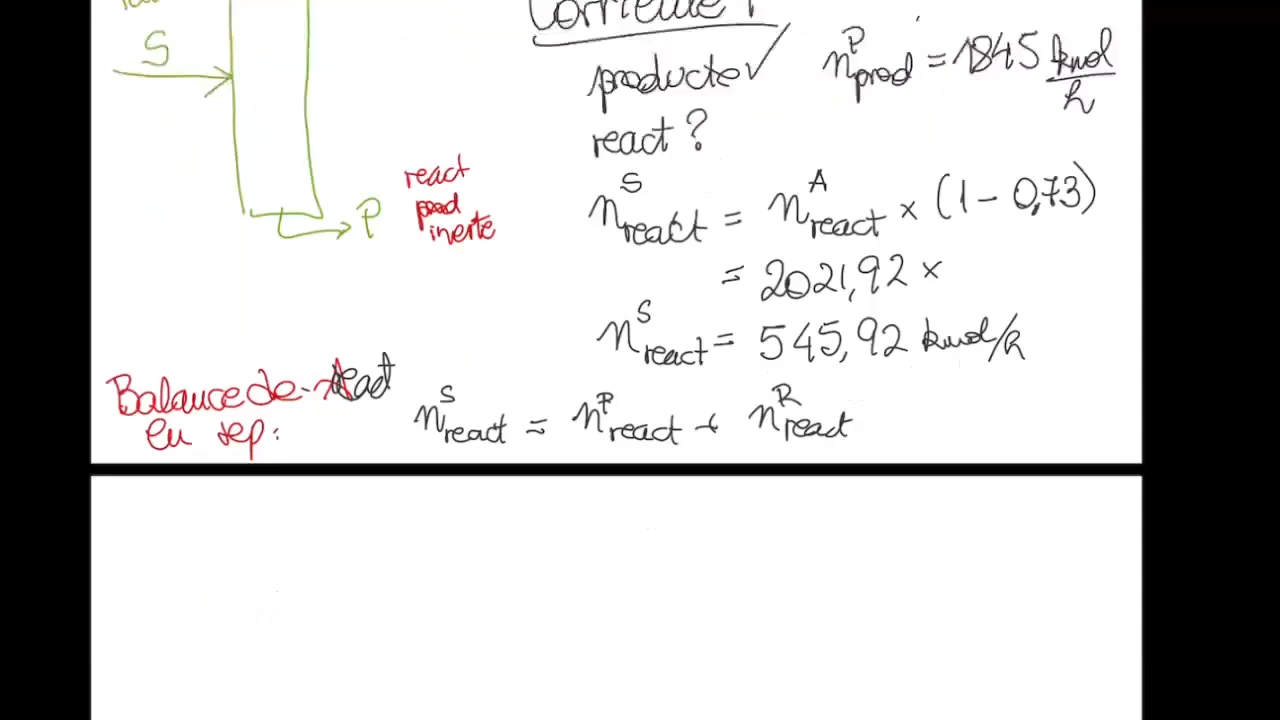 S
Corriente P
producto ✓ n^P_prod = 1845 kmol/h
react ?
n^S_react = n^A_react × (1 - 0,73)
= 2021,92 ×
n^S_react = 545,92 kmol/h
react
prod
inerte
P
Balance de react
en sep:
n^S_react = n^P_react + n^R_react